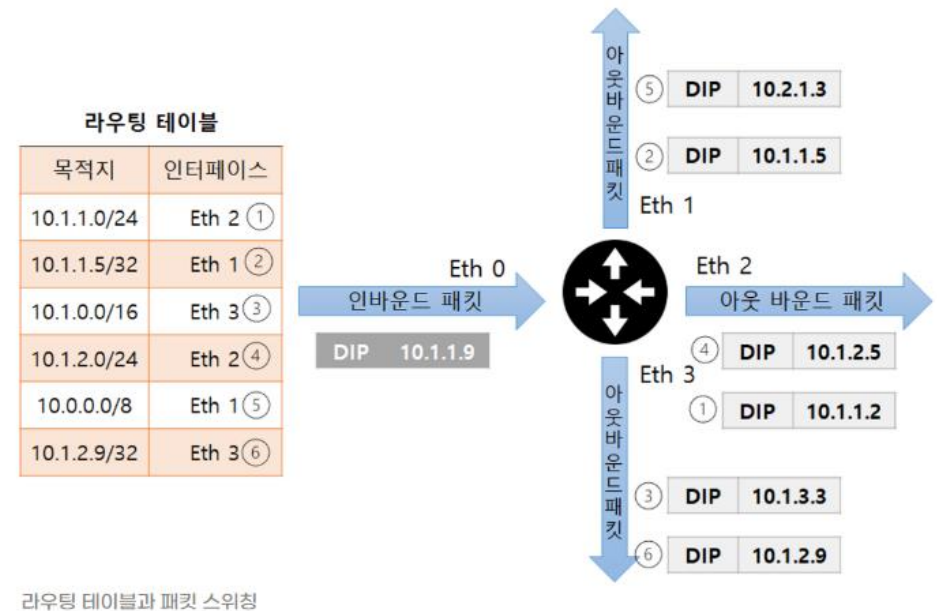 라우팅 테이블
목적지 인터페이스
10.1.1.0/24 Eth 2 ①
10.1.1.5/32 Eth 1 ②
10.1.0.0/16 Eth 3 ③
10.1.2.0/24 Eth 2 ④
10.0.0.0/8 Eth 1 ⑤
10.1.2.9/32 Eth 3 ⑥
Eth 0
인바운드 패킷
DIP 10.1.1.9
아웃바운드패킷
⑤ DIP 10.2.1.3
② DIP 10.1.1.5
Eth 1
Eth 2
아웃 바운드 패킷
④ DIP 10.1.2.5
① DIP 10.1.1.2
Eth 3
아웃바운드패킷
③ DIP 10.1.3.3
⑥ DIP 10.1.2.9
라우팅 테이블과 패킷 스위칭